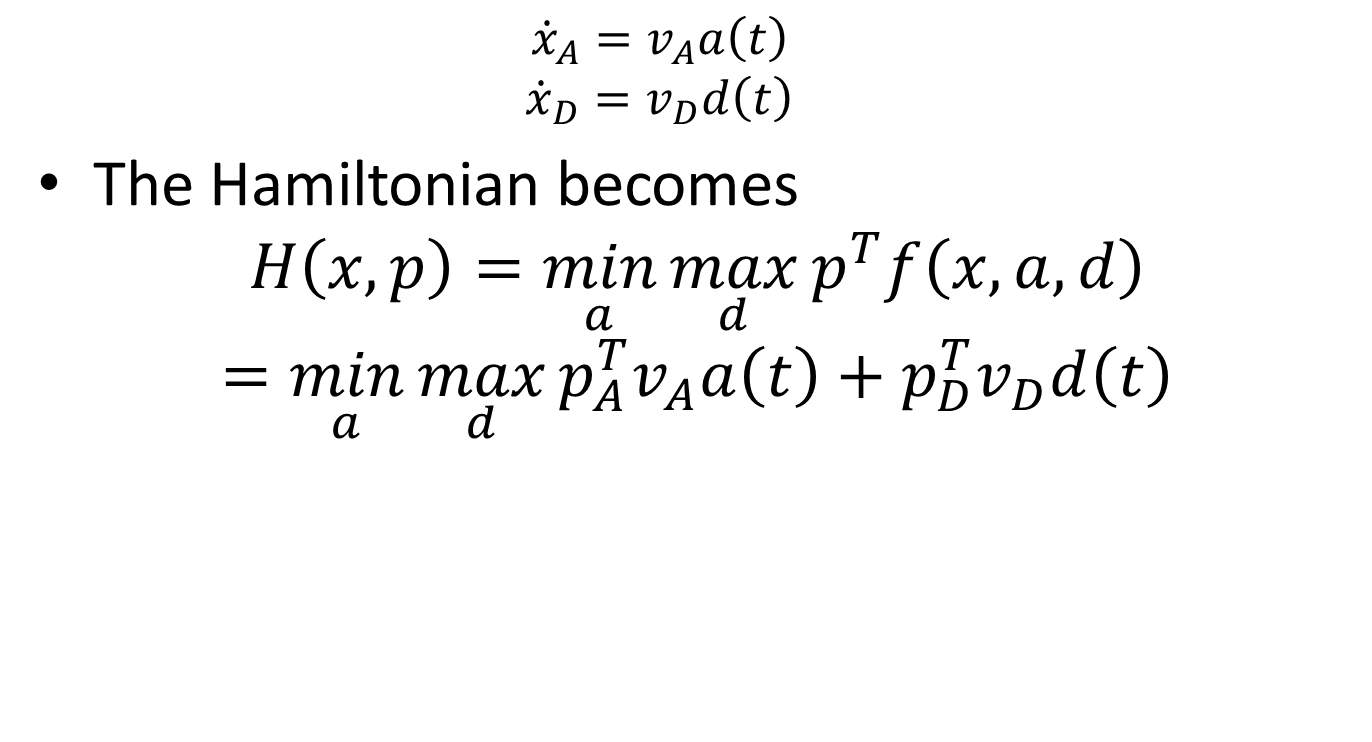 ẋ_A = v_A a(t)
ẋ_D = v_D d(t)
• The Hamiltonian becomes
H(x, p) = min_a max_d p^T f(x, a, d)
= min_a max_d p_A^T v_A a(t) + p_D^T v_D d(t)